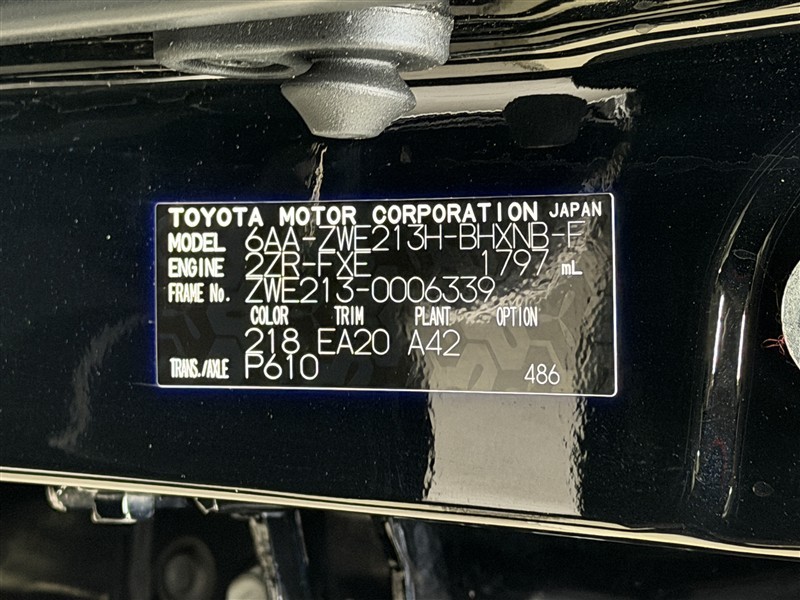 TOYOTA MOTOR CORPORATION JAPAN
MODEL 6AA-ZWE213H-BHXNB-F
ENGINE 2ZR-FXE 1797 mL
FRAME No. ZWE213-0006339
COLOR TRIM PLANT OPTION
218 EA20 A42
TRANS./AXLE P610 486